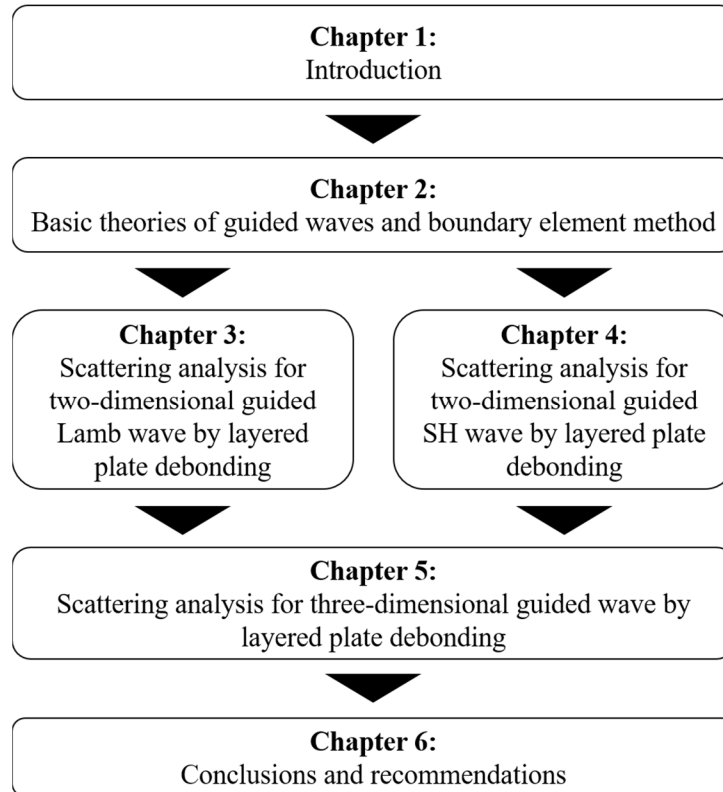 Chapter 1:
Introduction
Chapter 2:
Basic theories of guided waves and boundary element method
Chapter 3:
Scattering analysis for
two-dimensional guided
Lamb wave by layered
plate debonding
Chapter 4:
Scattering analysis for
two-dimensional guided
SH wave by layered plate
debonding
Chapter 5:
Scattering analysis for three-dimensional guided wave by
layered plate debonding
Chapter 6:
Conclusions and recommendations